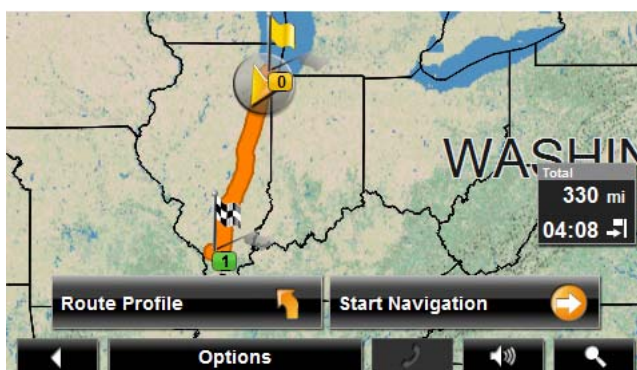 0
WASHIN
Total
330 mi
04:08
1
Route Profile
Start Navigation
Options